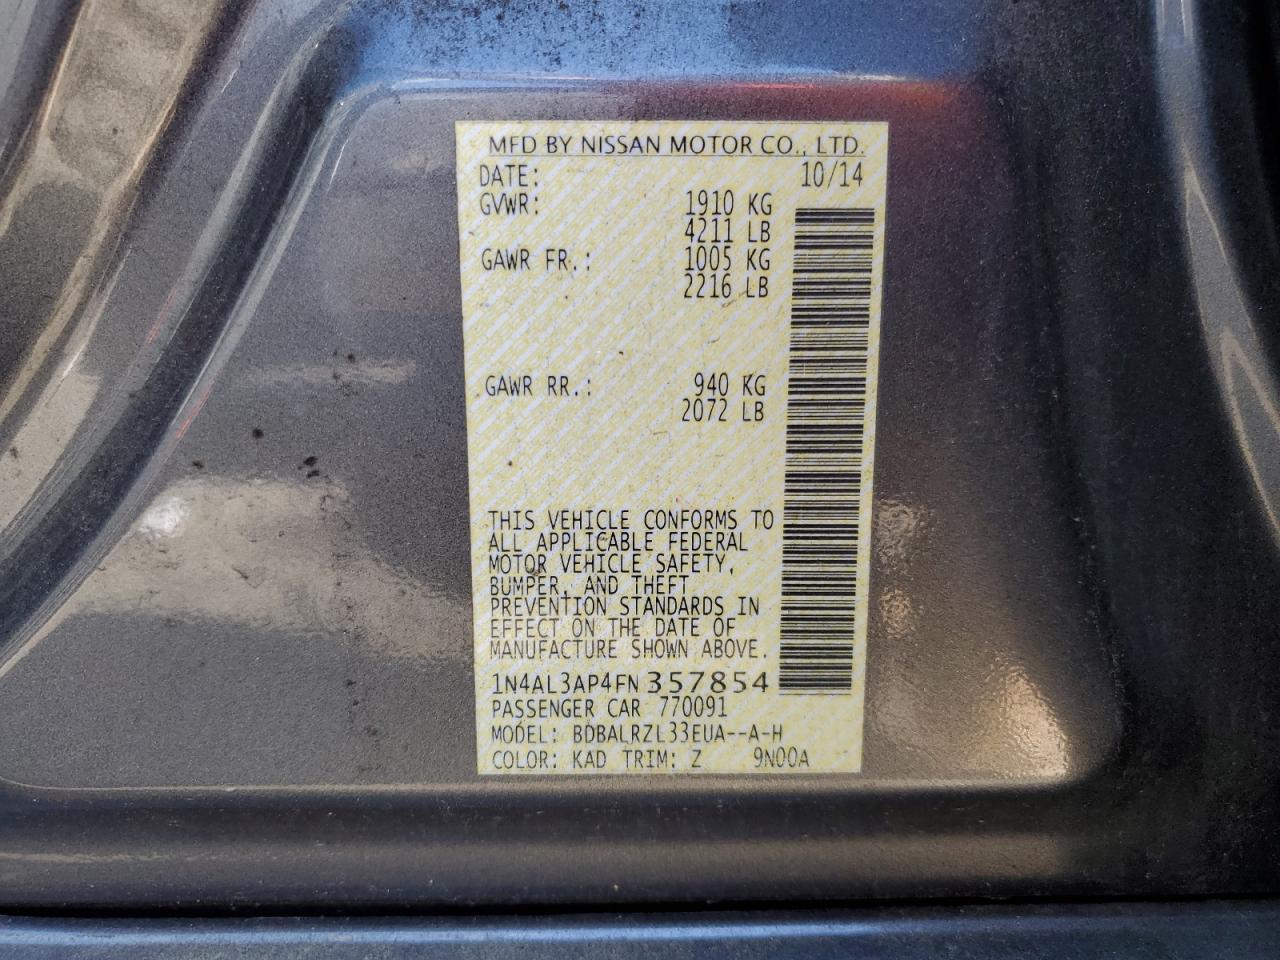 MFD BY NISSAN MOTOR CO., LTD.
DATE: 10/14
GVWR: 1910 KG
4211 LB
GAWR FR.: 1005 KG
2216 LB
GAWR RR.: 940 KG
2072 LB
THIS VEHICLE CONFORMS TO
ALL APPLICABLE FEDERAL
MOTOR VEHICLE SAFETY,
BUMPER, AND THEFT
PREVENTION STANDARDS IN
EFFECT ON THE DATE OF
MANUFACTURE SHOWN ABOVE.
1N4AL3AP4FN357854
PASSENGER CAR 770091
MODEL: BDBALRZL33EUA--A-H
COLOR: KAD TRIM: Z 9N00A